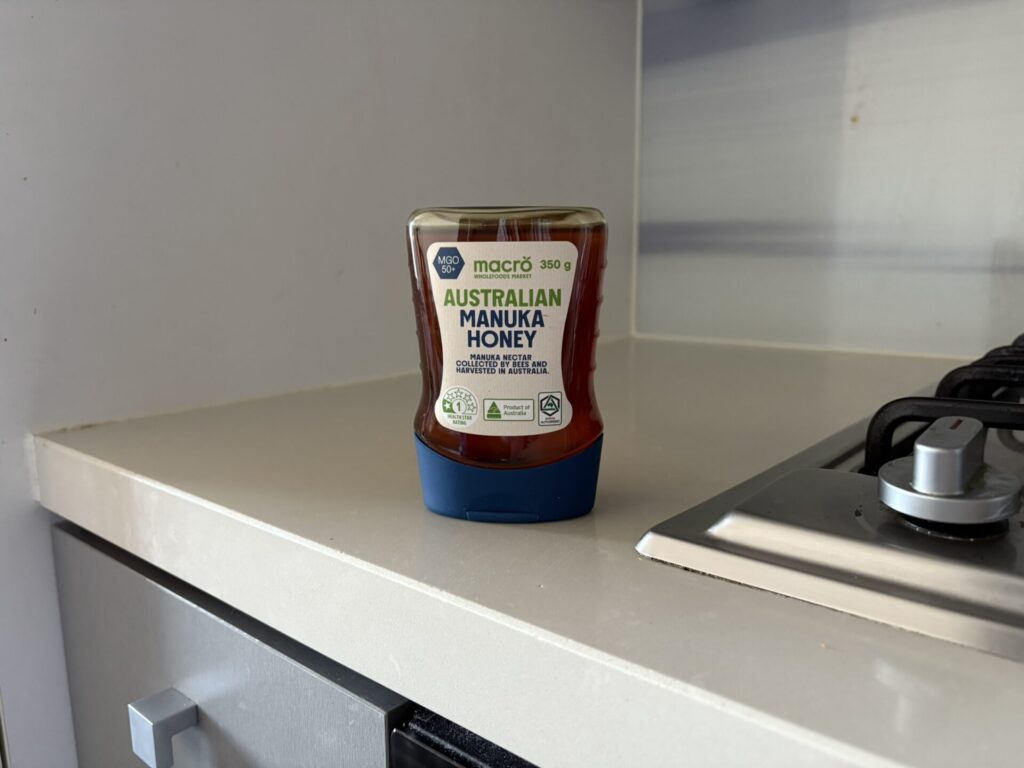 MGO
50+
macro 350 g
WHOLEFOODS MARKET
AUSTRALIAN
MANUKA
HONEY
MANUKA NECTAR
COLLECTED BY BEES AND
HARVESTED IN AUSTRALIA.
1
HEALTH STAR
RATING
Product of
Australia